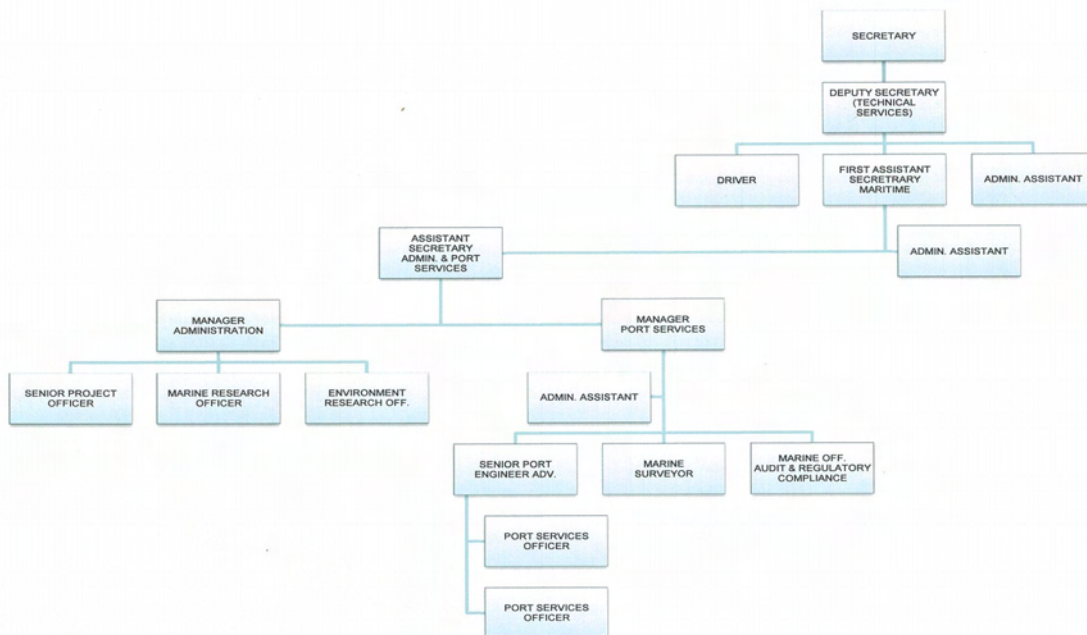 SECRETARY
DEPUTY SECRETARY
(TECHNICAL
SERVICES)
DRIVER
FIRST ASSISTANT
SECRETRARY
MARITIME
ADMIN. ASSISTANT
ASSISTANT
SECRETARY
ADMIN. & PORT
SERVICES
ADMIN. ASSISTANT
MANAGER
ADMINISTRATION
MANAGER
PORT SERVICES
SENIOR PROJECT
OFFICER
MARINE RESEARCH
OFFICER
ENVIRONMENT
RESEARCH OFF.
ADMIN. ASSISTANT
SENIOR PORT
ENGINEER ADV.
MARINE
SURVEYOR
MARINE OFF.
AUDIT & REGULATORY
COMPLIANCE
PORT SERVICES
OFFICER
PORT SERVICES
OFFICER